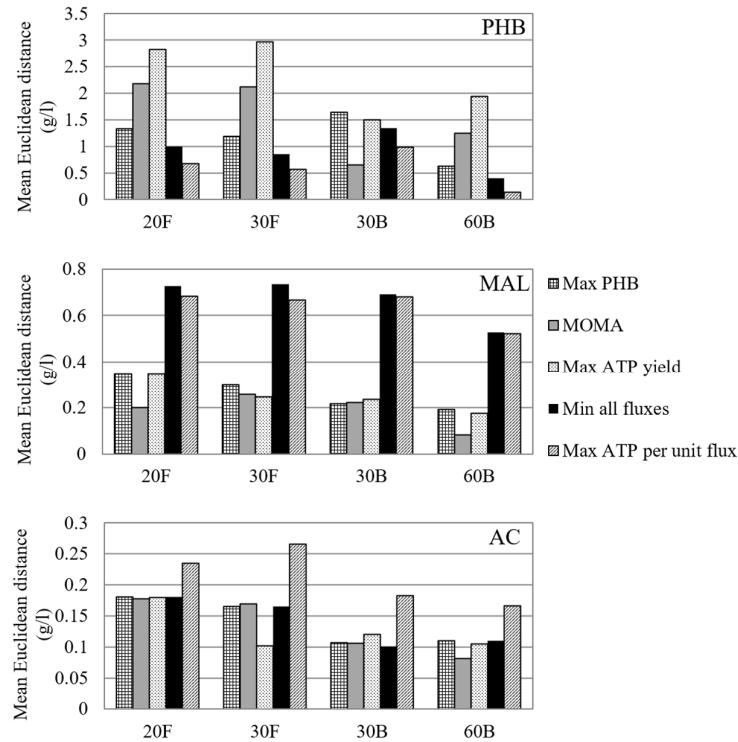 PHB
Mean Euclidean distance
(g/l)
3.5
3
2.5
2
1.5
1
0.5
0
20F 30F 30B 60B
MAL
Mean Euclidean distance
(g/l)
0.8
0.6
0.4
0.2
0
20F 30F 30B 60B
Max PHB
MOMA
Max ATP yield
Min all fluxes
Max ATP per unit flux
AC
Mean Euclidean distance
(g/l)
0.3
0.25
0.2
0.15
0.1
0.05
0
20F 30F 30B 60B